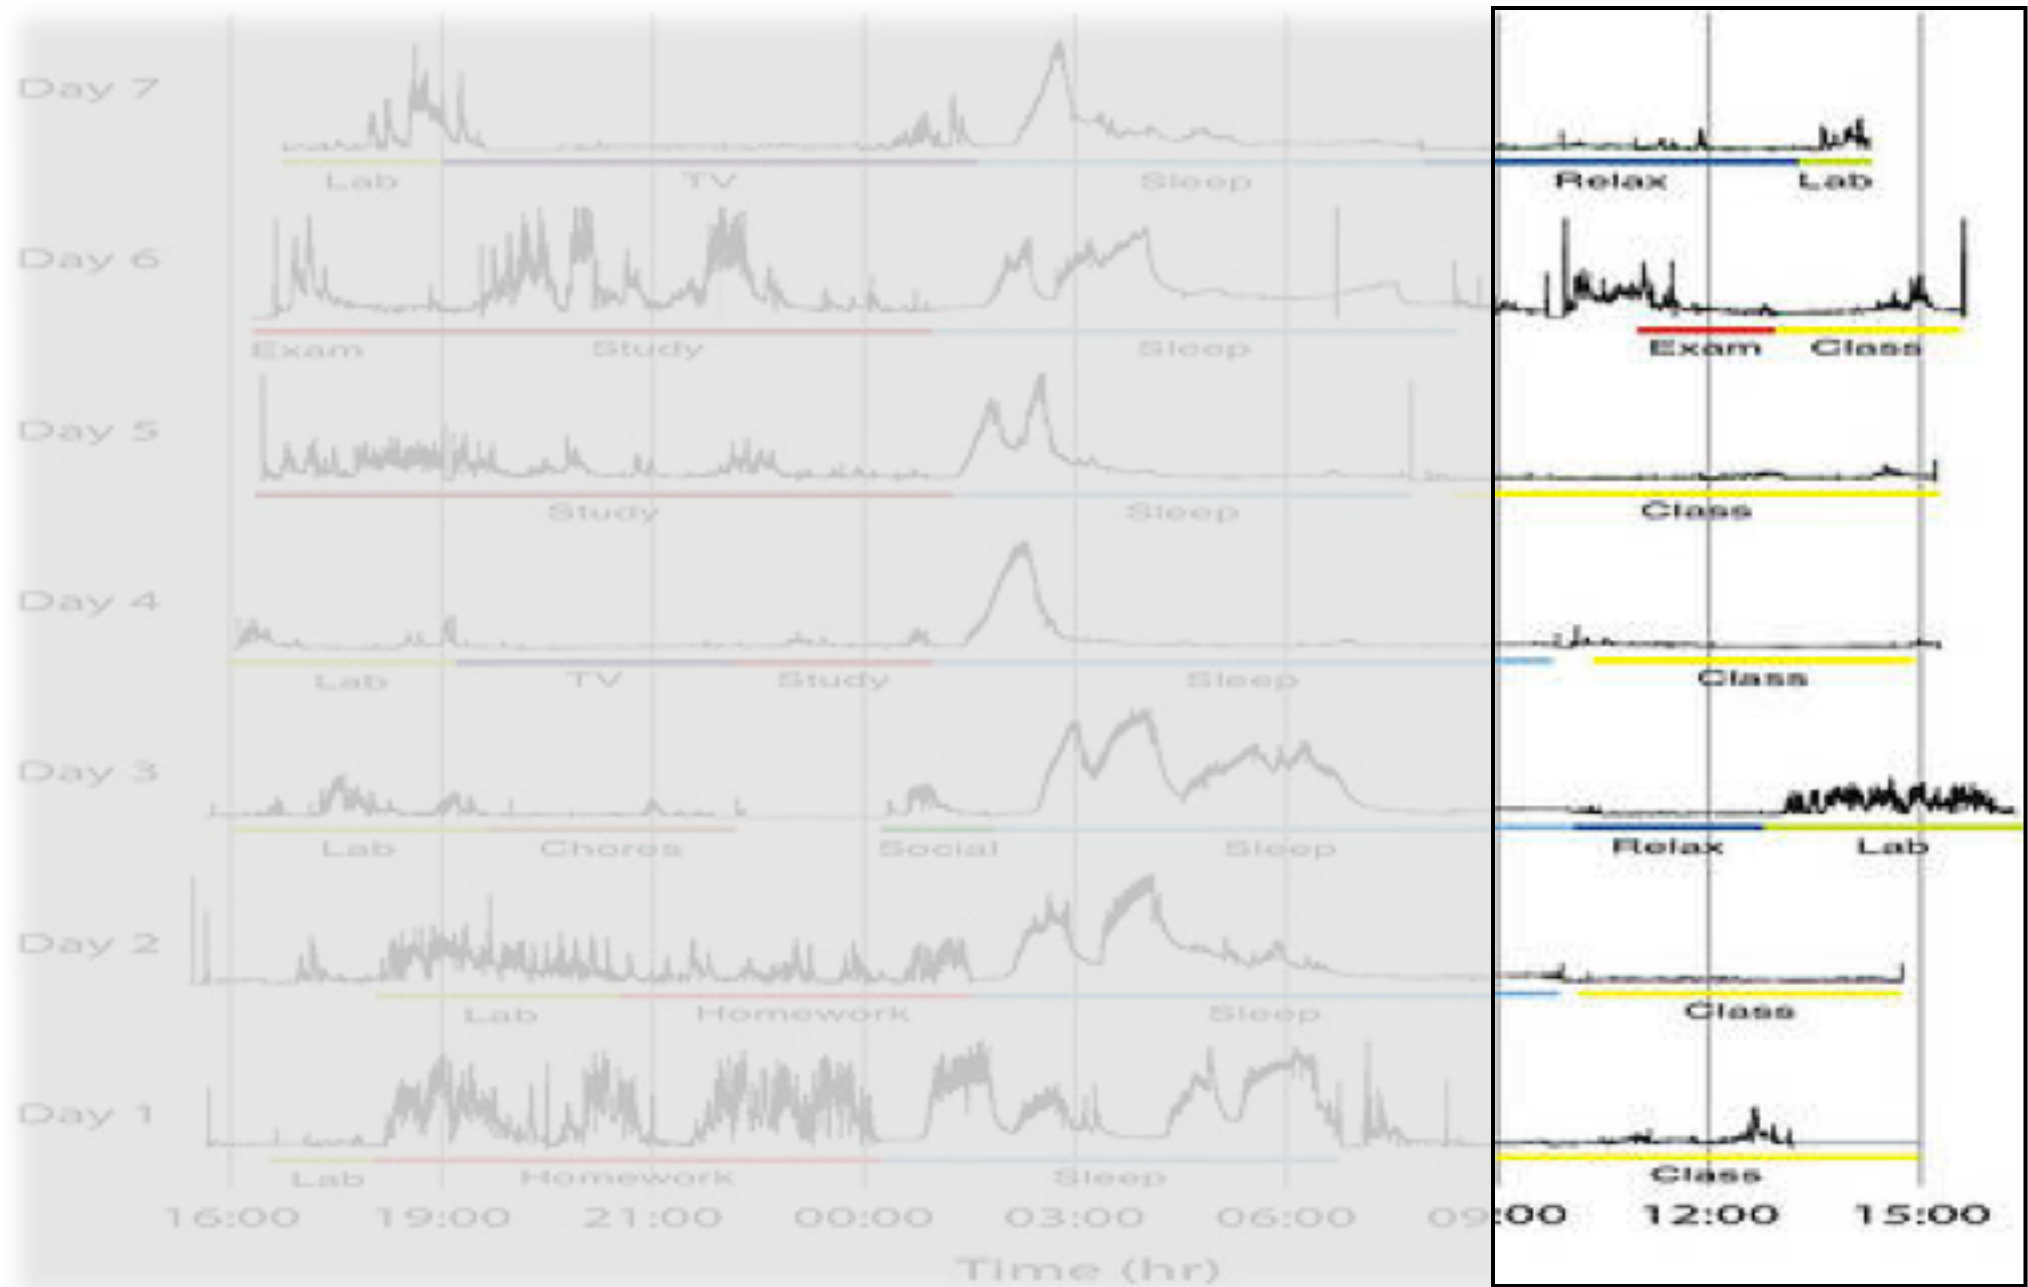 Day 7
Lab TV Sleep Relax Lab
Day 6
Exam Study Sleep Exam Class
Day 5
Study Sleep Class
Day 4
Lab TV Study Sleep Class
Day 3
Lab Chores Social Sleep Relax Lab
Day 2
Lab Homework Sleep Class
Day 1
Lab Homework Sleep Class
16:00 19:00 21:00 00:00 03:00 06:00 09:00 12:00 15:00
Time (hr)